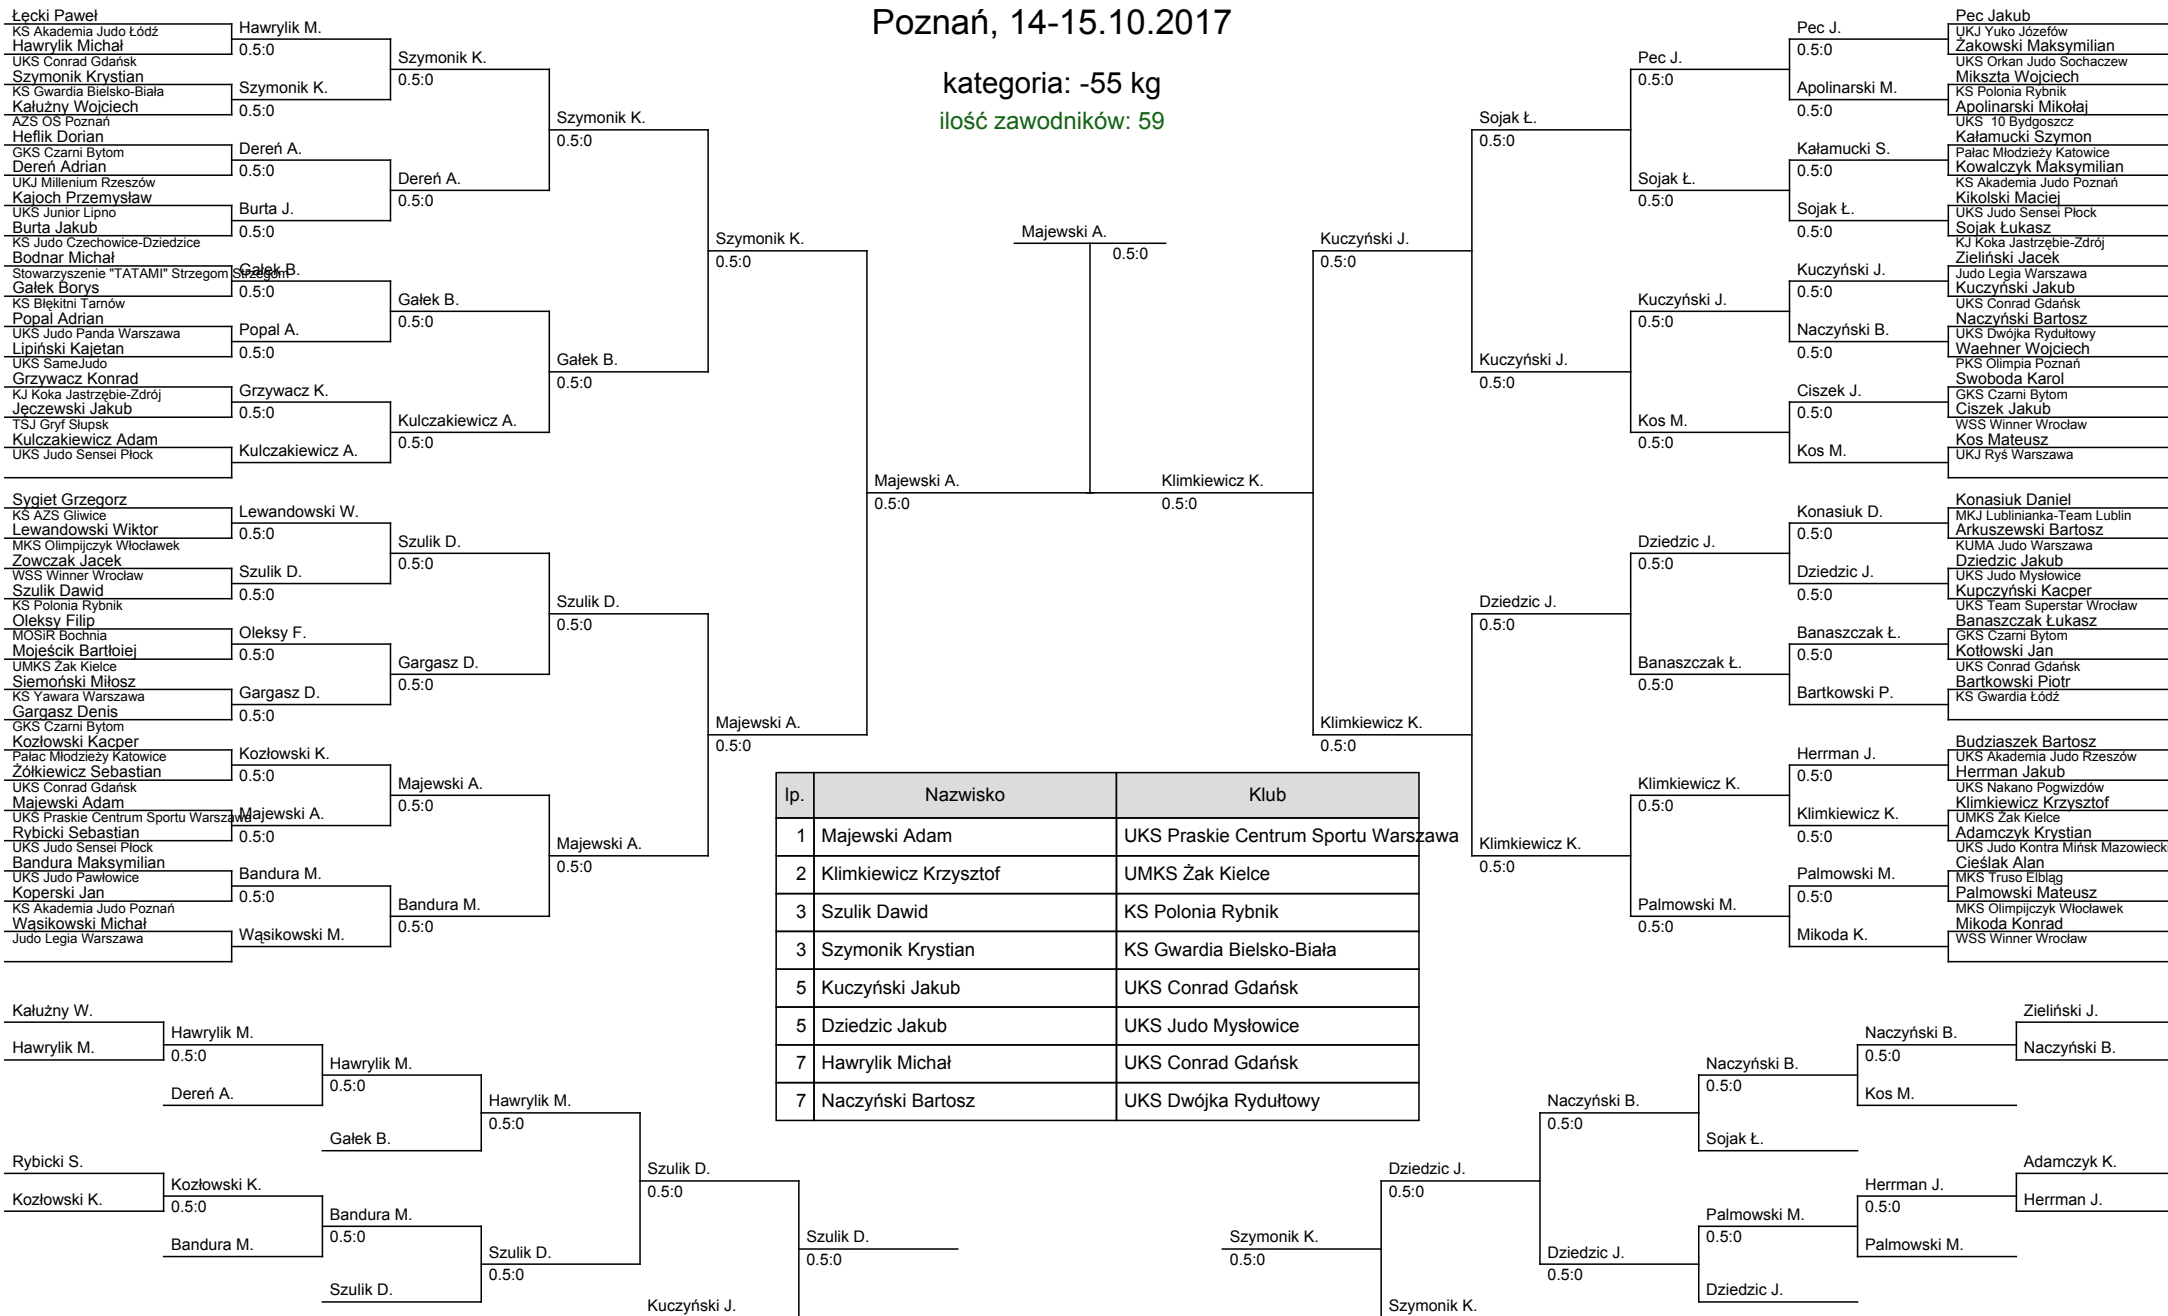 Poznań, 14-15.10.2017
kategoria: -55 kg
ilość zawodników: 59
Łęcki Paweł
KS Akademia Judo Łódź
Hawrylik Michał
UKS Conrad Gdańsk
Szymonik Krystian
KS Gwardia Bielsko-Biała
Kałużny Wojciech
AZS OŚ Poznań
Heflik Dorian
GKS Czarni Bytom
Dereń Adrian
UKJ Millenium Rzeszów
Kajoch Przemysław
UKS Junior Lipno
Burta Jakub
KS Judo Czechowice-Dziedzice
Bodnar Michał
Stowarzyszenie "TATAMI" Strzegom Strzegom
Gałek Borys
KS Błękitni Tarnów
Popal Adrian
UKS Judo Panda Warszawa
Lipiński Kajetan
UKS SameJudo
Grzywacz Konrad
KJ Koka Jastrzębie-Zdrój
Jęczewski Jakub
TSJ Gryf Słupsk
Kulczakiewicz Adam
UKS Judo Sensei Płock
Sygiet Grzegorz
KS AZS Gliwice
Lewandowski Wiktor
MKS Olimpijczyk Włocławek
Zowczak Jacek
WSS Winner Wrocław
Szulik Dawid
KS Polonia Rybnik
Oleksy Filip
MOSiR Bochnia
Mojeścik Bartłoiej
UMKS Żak Kielce
Siemoński Miłosz
KS Yawara Warszawa
Gargasz Denis
GKS Czarni Bytom
Kozłowski Kacper
Pałac Młodzieży Katowice
Żółkiewicz Sebastian
UKS Conrad Gdańsk
Majewski Adam
UKS Praskie Centrum Sportu Warszawa
Rybicki Sebastian
UKS Judo Sensei Płock
Bandura Maksymilian
UKS Judo Pawłowice
Koperski Jan
KS Akademia Judo Poznań
Wąsikowski Michał
Judo Legia Warszawa
Hawrylik M.
0.5:0
Szymonik K.
0.5:0
Dereń A.
0.5:0
Burta J.
0.5:0
Gałek B.
0.5:0
Popal A.
0.5:0
Grzywacz K.
0.5:0
Kulczakiewicz A.
Lewandowski W.
0.5:0
Szulik D.
0.5:0
Oleksy F.
0.5:0
Gargasz D.
0.5:0
Kozłowski K.
0.5:0
Majewski A.
0.5:0
Bandura M.
0.5:0
Wąsikowski M.
Szymonik K.
0.5:0
Dereń A.
0.5:0
Gałek B.
0.5:0
Kulczakiewicz A.
0.5:0
Szulik D.
0.5:0
Gargasz D.
0.5:0
Majewski A.
0.5:0
Bandura M.
0.5:0
Szymonik K.
0.5:0
Gałek B.
0.5:0
Szulik D.
0.5:0
Majewski A.
0.5:0
Szymonik K.
0.5:0
Majewski A.
0.5:0
Majewski A.
0.5:0
Majewski A.
0.5:0
Klimkiewicz K.
0.5:0
Kuczyński J.
0.5:0
Klimkiewicz K.
0.5:0
Sojak Ł.
0.5:0
Kuczyński J.
0.5:0
Dziedzic J.
0.5:0
Klimkiewicz K.
0.5:0
Pec J.
0.5:0
Sojak Ł.
0.5:0
Kuczyński J.
0.5:0
Kos M.
0.5:0
Dziedzic J.
0.5:0
Banaszczak Ł.
0.5:0
Klimkiewicz K.
0.5:0
Palmowski M.
0.5:0
Pec J.
0.5:0
Apolinarski M.
0.5:0
Kałamucki S.
0.5:0
Sojak Ł.
0.5:0
Kuczyński J.
0.5:0
Naczyński B.
0.5:0
Ciszek J.
0.5:0
Kos M.
Konasiuk D.
0.5:0
Dziedzic J.
0.5:0
Banaszczak Ł.
0.5:0
Bartkowski P.
Herrman J.
0.5:0
Klimkiewicz K.
0.5:0
Palmowski M.
0.5:0
Mikoda K.
Pec Jakub
UKJ Yuko Józefów
Żakowski Maksymilian
UKS Orkan Judo Sochaczew
Mikszta Wojciech
KS Polonia Rybnik
Apolinarski Mikołaj
UKS 10 Bydgoszcz
Kałamucki Szymon
Pałac Młodzieży Katowice
Kowalczyk Maksymilian
KS Akademia Judo Poznań
Kikolski Maciej
UKS Judo Sensei Płock
Sojak Łukasz
KJ Koka Jastrzębie-Zdrój
Zieliński Jacek
Judo Legia Warszawa
Kuczyński Jakub
UKS Conrad Gdańsk
Naczyński Bartosz
UKS Dwójka Rydułtowy
Waehner Wojciech
PKS Olimpia Poznań
Swoboda Karol
GKS Czarni Bytom
Ciszek Jakub
WSS Winner Wrocław
Kos Mateusz
UKJ Ryś Warszawa
Konasiuk Daniel
MKJ Lublinianka-Team Lublin
Arkuszewski Bartosz
KUMA Judo Warszawa
Dziedzic Jakub
UKS Judo Mysłowice
Kupczyński Kacper
UKS Team Superstar Wrocław
Banaszczak Łukasz
GKS Czarni Bytom
Kotłowski Jan
UKS Conrad Gdańsk
Bartkowski Piotr
KS Gwardia Łódź
Budziaszek Bartosz
UKS Akademia Judo Rzeszów
Herrman Jakub
UKS Nakano Pogwizdów
Klimkiewicz Krzysztof
UMKS Żak Kielce
Adamczyk Krystian
UKS Judo Kontra Mińsk Mazowiecki
Cieślak Alan
MKS Truso Elbląg
Palmowski Mateusz
MKS Olimpijczyk Włocławek
Mikoda Konrad
WSS Winner Wrocław
lp. Nazwisko Klub
1 Majewski Adam UKS Praskie Centrum Sportu Warszawa
2 Klimkiewicz Krzysztof UMKS Żak Kielce
3 Szulik Dawid KS Polonia Rybnik
3 Szymonik Krystian KS Gwardia Bielsko-Biała
5 Kuczyński Jakub UKS Conrad Gdańsk
5 Dziedzic Jakub UKS Judo Mysłowice
7 Hawrylik Michał UKS Conrad Gdańsk
7 Naczyński Bartosz UKS Dwójka Rydułtowy
Kałużny W.
Hawrylik M.
Rybicki S.
Kozłowski K.
Hawrylik M.
0.5:0
Dereń A.
Kozłowski K.
0.5:0
Bandura M.
Hawrylik M.
0.5:0
Gałek B.
Bandura M.
0.5:0
Szulik D.
Hawrylik M.
0.5:0
Szulik D.
0.5:0
Szulik D.
0.5:0
Kuczyński J.
Szulik D.
0.5:0
Szymonik K.
0.5:0
Dziedzic J.
0.5:0
Szymonik K.
Naczyński B.
0.5:0
Dziedzic J.
0.5:0
Naczyński B.
0.5:0
Sojak Ł.
Palmowski M.
0.5:0
Dziedzic J.
Naczyński B.
0.5:0
Kos M.
Herrman J.
0.5:0
Palmowski M.
Zieliński J.
Naczyński B.
Adamczyk K.
Herrman J.